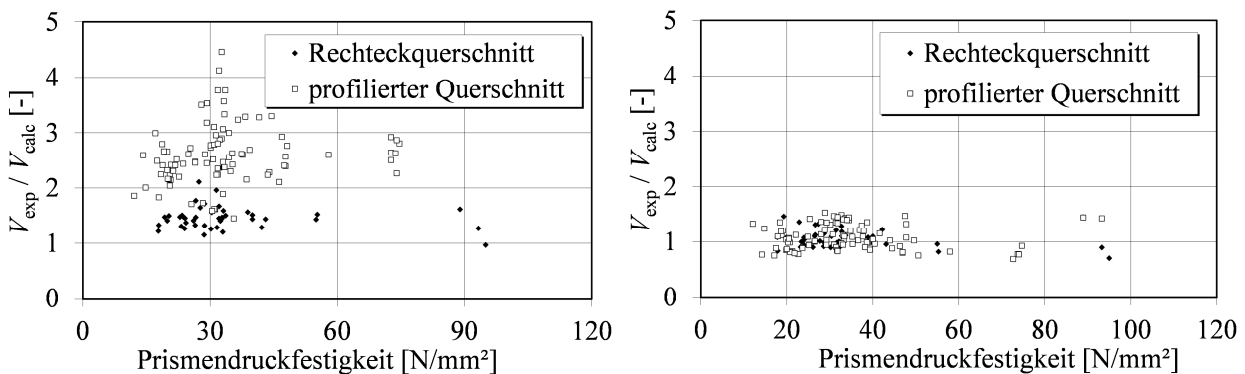 5
4
3
2
1
0
V_exp / V_calc [-]
Rechteckquerschnitt
profilierter Querschnitt
0 30 60 90 120
Prismendruckfestigkeit [N/mm²]
5
4
3
2
1
0
V_exp / V_calc [-]
Rechteckquerschnitt
profilierter Querschnitt
0 20 40 60 80 100 120
Prismendruckfestigkeit [N/mm²]